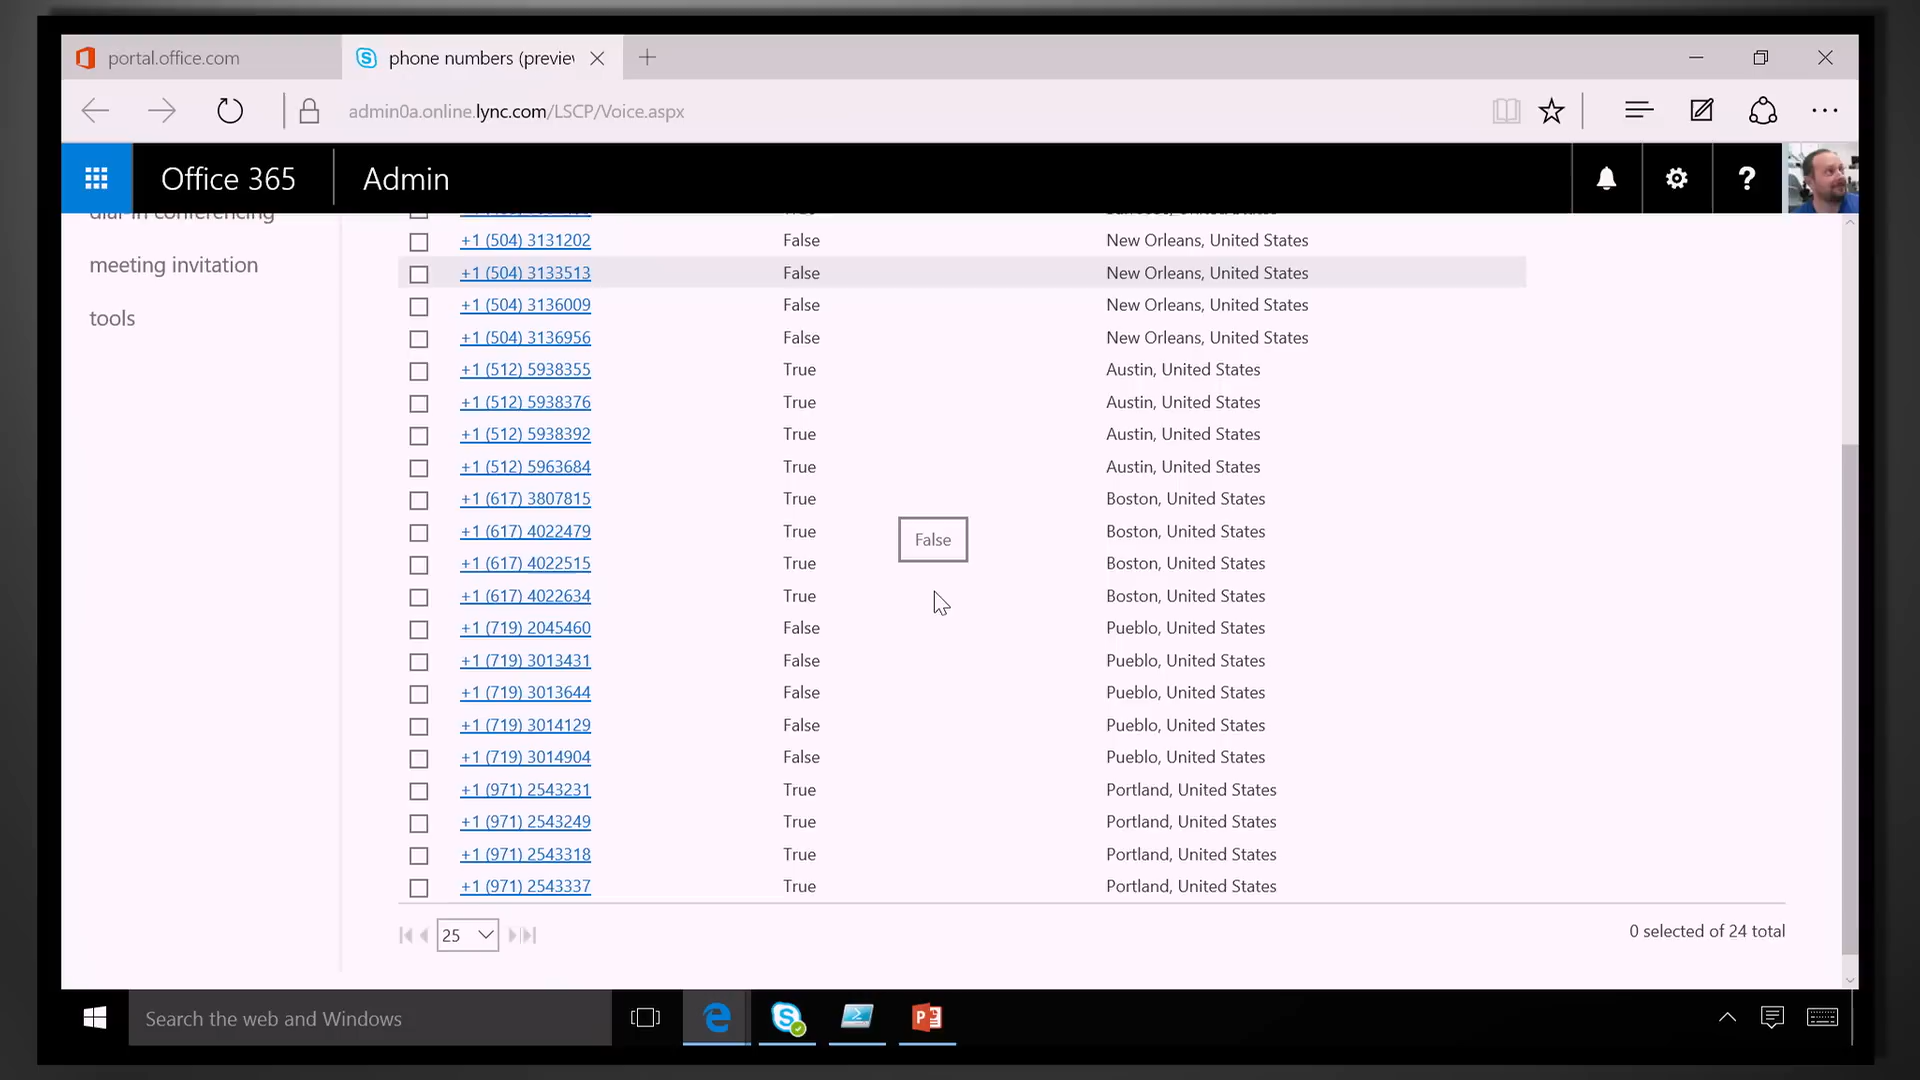 portal.office.com
phone numbers (preview
admin0a.online.lync.com/LSCP/Voice.aspx
Office 365
Admin
?
dial-in conferencing
meeting invitation
tools
+1 (504) 3131202 False New Orleans, United States
+1 (504) 3133513 False New Orleans, United States
+1 (504) 3136009 False New Orleans, United States
+1 (504) 3136956 False New Orleans, United States
+1 (512) 5938355 True Austin, United States
+1 (512) 5938376 True Austin, United States
+1 (512) 5938392 True Austin, United States
+1 (512) 5963684 True Austin, United States
+1 (617) 3807815 True Boston, United States
+1 (617) 4022479 True Boston, United States
False
+1 (617) 4022515 True Boston, United States
+1 (617) 4022634 True Boston, United States
+1 (719) 2045460 False Pueblo, United States
+1 (719) 3013431 False Pueblo, United States
+1 (719) 3013644 False Pueblo, United States
+1 (719) 3014129 False Pueblo, United States
+1 (719) 3014904 False Pueblo, United States
+1 (971) 2543231 True Portland, United States
+1 (971) 2543249 True Portland, United States
+1 (971) 2543318 True Portland, United States
+1 (971) 2543337 True Portland, United States
25
0 selected of 24 total
Search the web and Windows